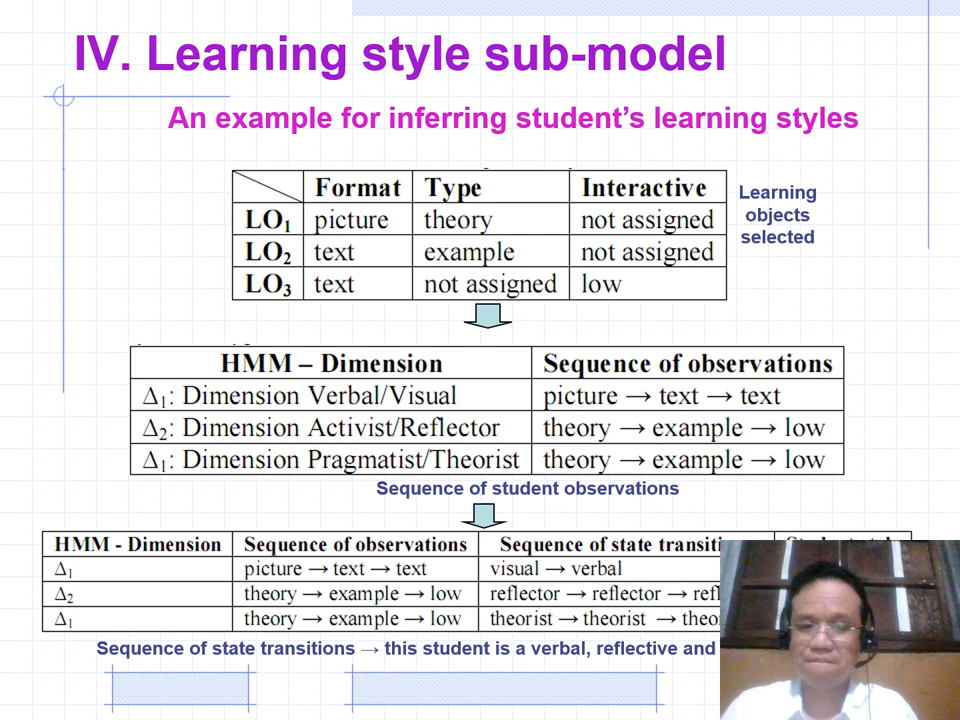 IV. Learning style sub-model
An example for inferring student's learning styles
Format Type Interactive
LO1 picture theory not assigned
LO2 text example not assigned
LO3 text not assigned low
Learning
objects
selected
HMM – Dimension Sequence of observations
Δ1: Dimension Verbal/Visual picture → text → text
Δ2: Dimension Activist/Reflector theory → example → low
Δ1: Dimension Pragmatist/Theorist theory → example → low
Sequence of student observations
HMM - Dimension Sequence of observations Sequence of state
Δ1 picture → text → text visual → verbal
Δ2 theory → example → low reflector → reflector →
Δ1 theory → example → low theorist → theorist →
Sequence of state transitions → this student is a verbal, reflective and